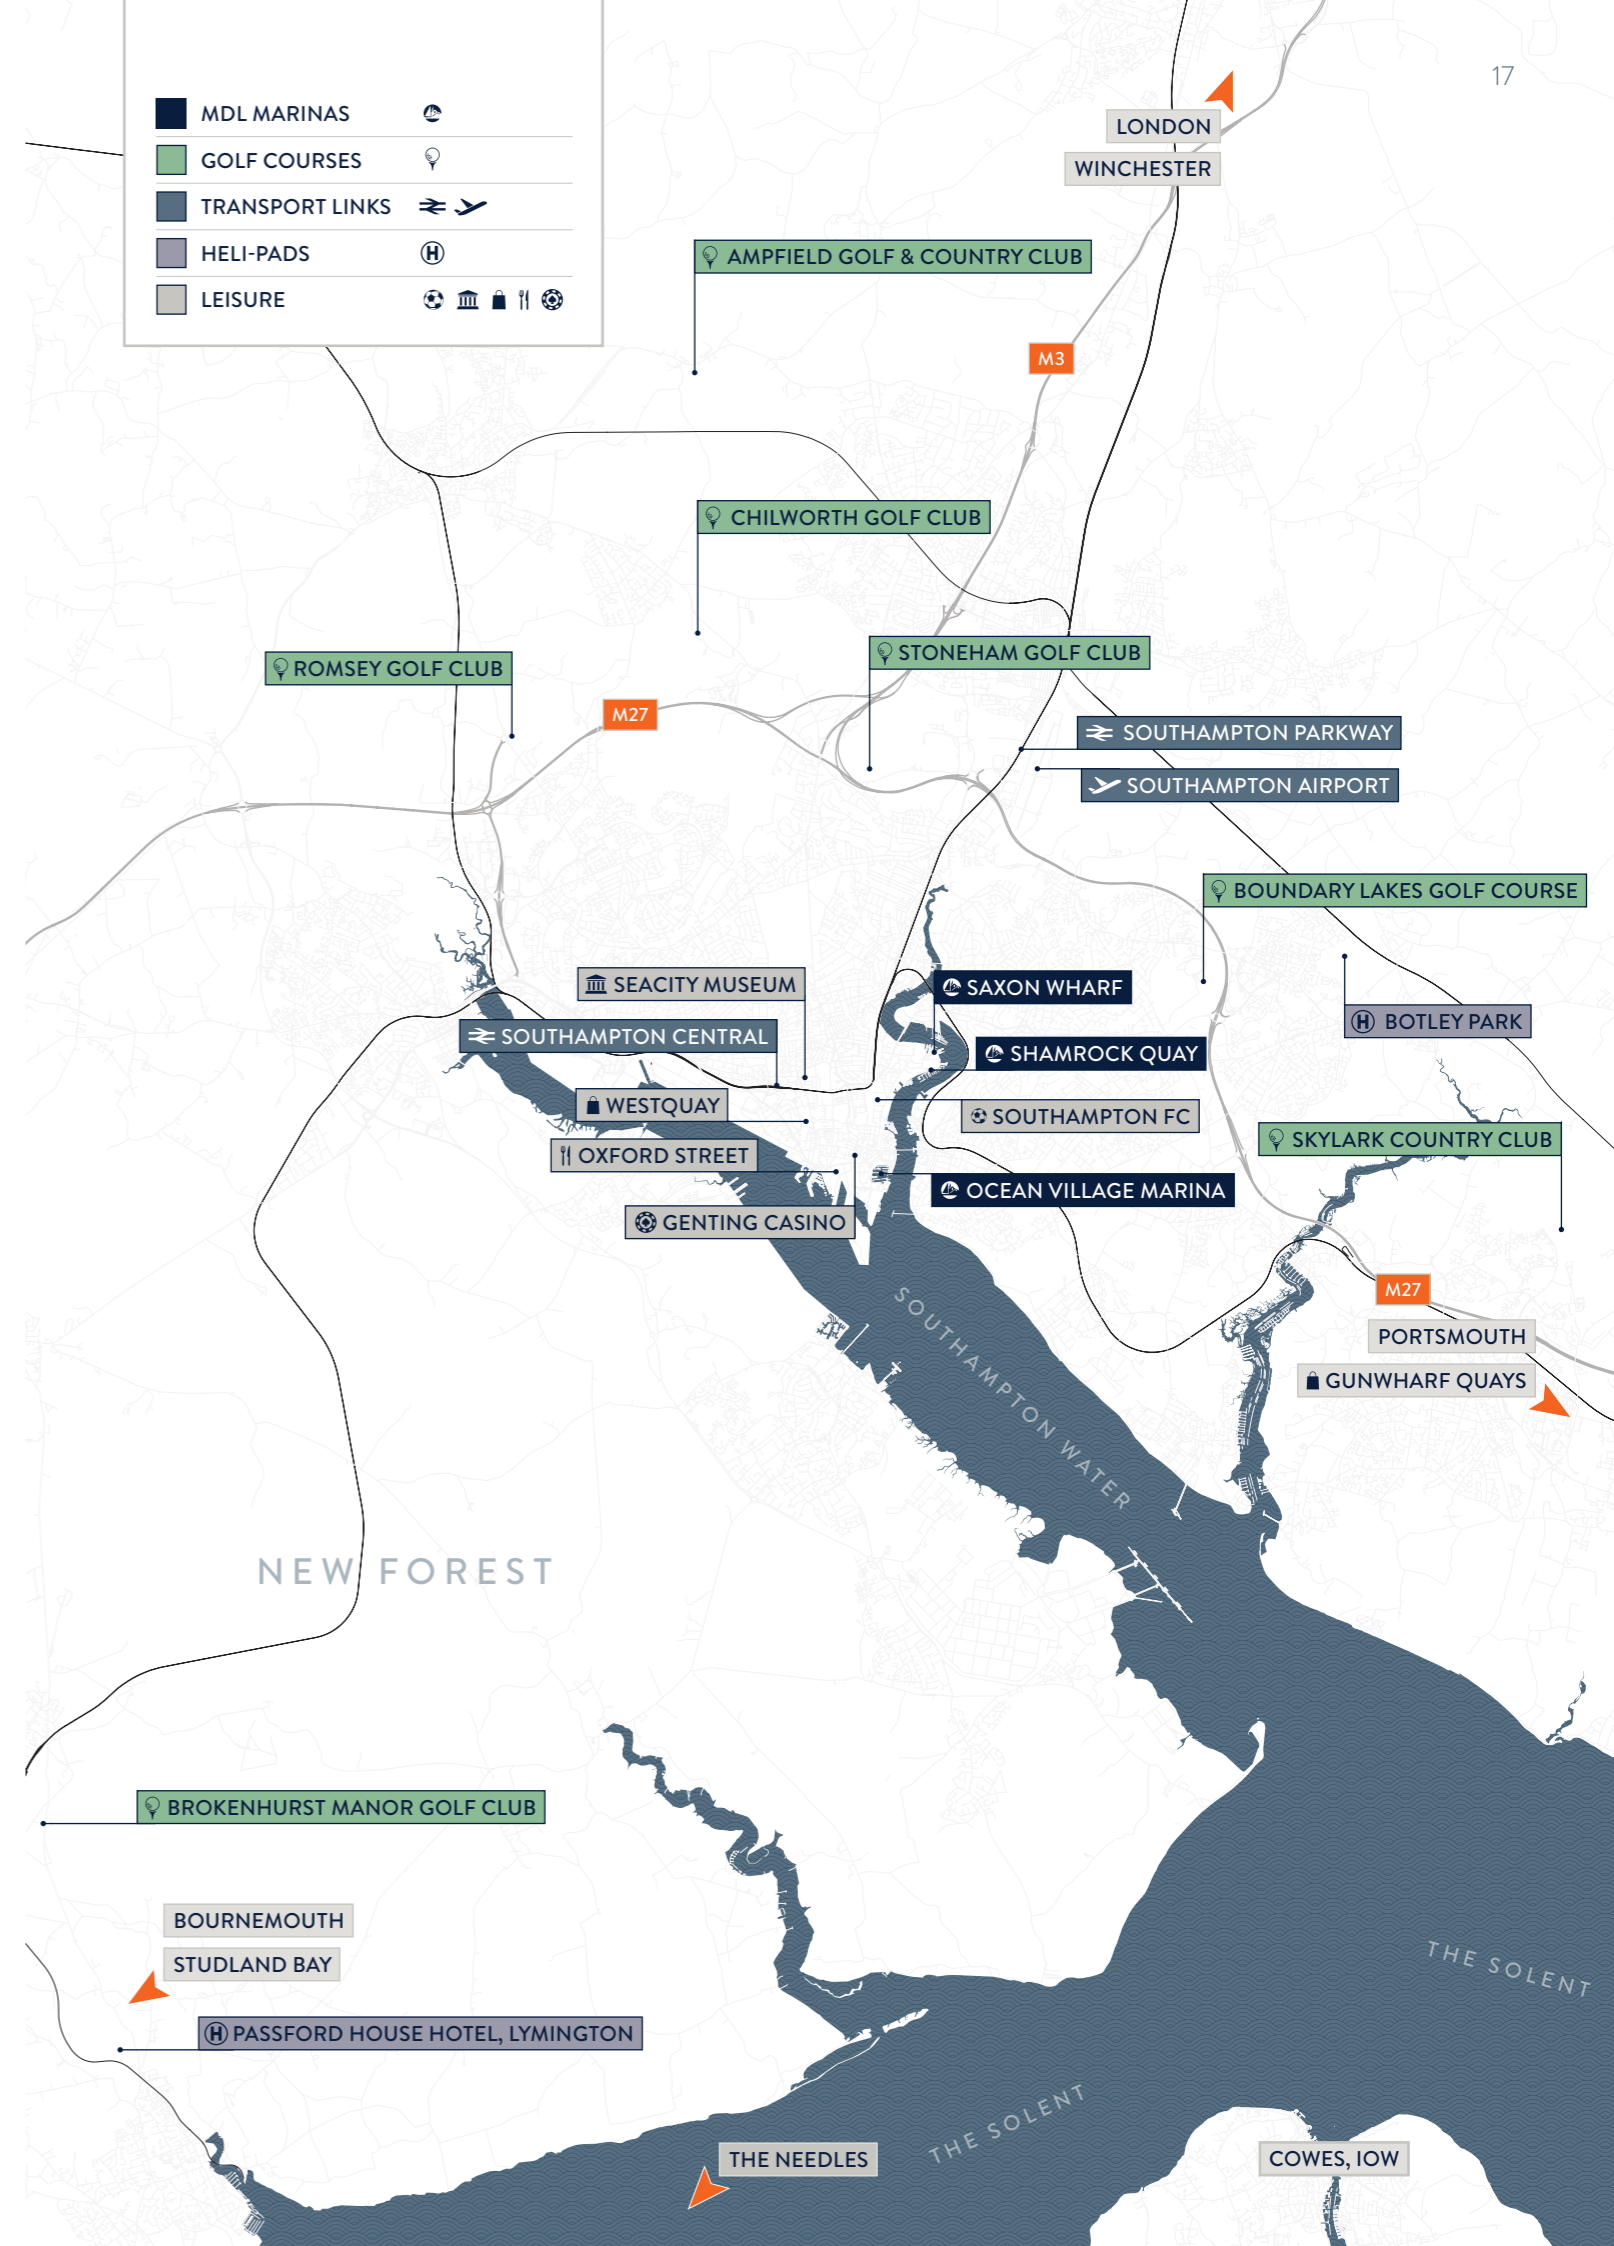 17
MDL MARINAS
GOLF COURSES
TRANSPORT LINKS
HELI-PADS
H
LEISURE
LONDON
WINCHESTER
AMPFIELD GOLF & COUNTRY CLUB
M3
CHILWORTH GOLF CLUB
STONEHAM GOLF CLUB
ROMSEY GOLF CLUB
M27
SOUTHAMPTON PARKWAY
SOUTHAMPTON AIRPORT
BOUNDARY LAKES GOLF COURSE
SEACITY MUSEUM
SAXON WHARF
H BOTLEY PARK
SOUTHAMPTON CENTRAL
SHAMROCK QUAY
WESTQUAY
SOUTHAMPTON FC
SKYLARK COUNTRY CLUB
OXFORD STREET
OCEAN VILLAGE MARINA
GENTING CASINO
M27
SOUTHAMPTON WATER
PORTSMOUTH
GUNWHARF QUAYS
NEW FOREST
BROKENHURST MANOR GOLF CLUB
BOURNEMOUTH
STUDLAND BAY
THE SOLENT
H PASSFORD HOUSE HOTEL, LYMINGTON
THE SOLENT
THE NEEDLES
COWES, IOW